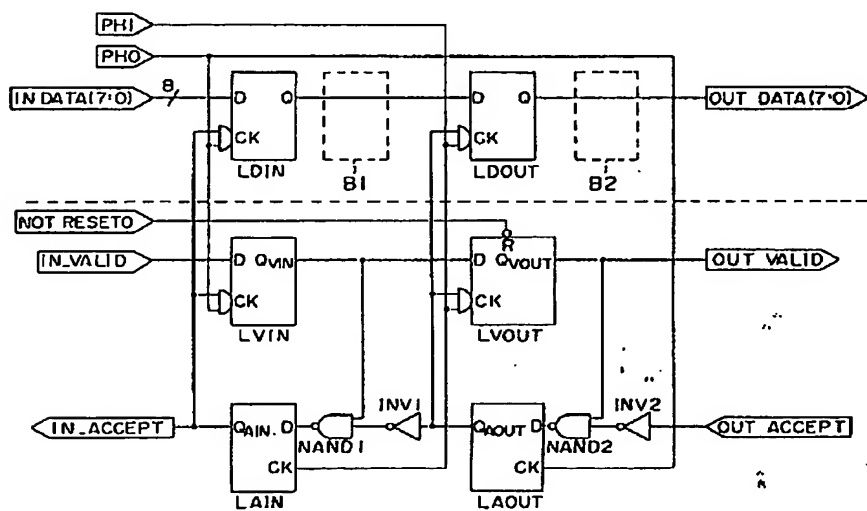 PH1
PH0
IN DATA(7:0)
8
D Q
CK
LDIN
B1
D Q
CK
LDOUT
B2
OUT DATA(7:0)
NOT RESET0
IN_VALID
D QVIN
CK
LVIN
R
D QVOUT
CK
LVOUT
OUT VALID
IN_ACCEPT
QAIN. D
CK
LAIN
NAND1
INV1
QAOUT D
CK
LAOUT
NAND2
INV2
OUT ACCEPT